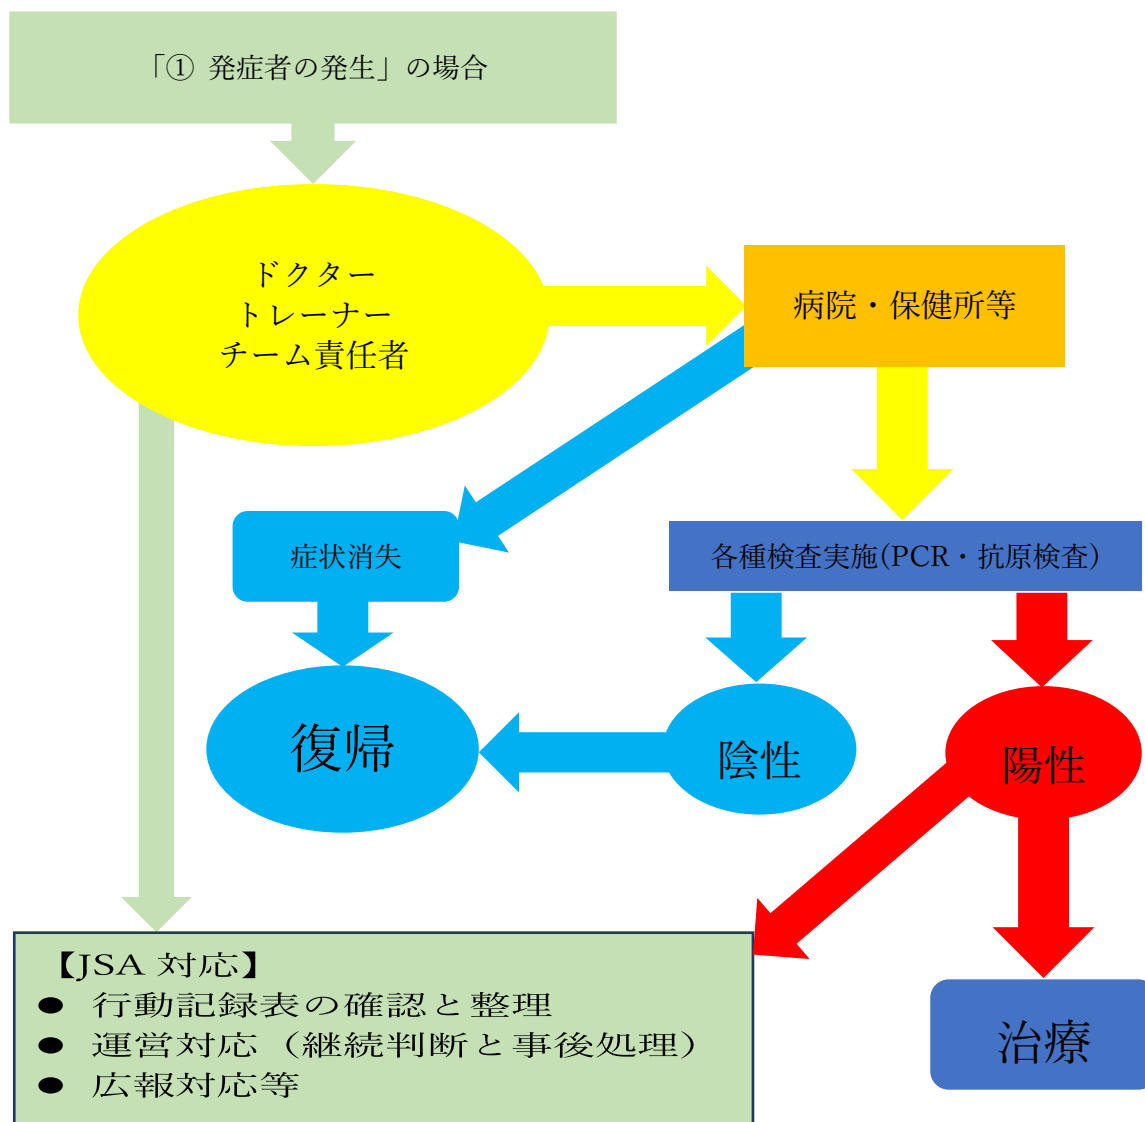 「① 発症者の発生」の場合
ドクター
トレーナー
チーム責任者
病院・保健所等
症状消失
各種検査実施(PCR・抗原検査)
復帰
陰性
陽性
【JSA 対応】
● 行動記録表の確認と整理
● 運営対応（継続判断と事後処理）
● 広報対応等
治療